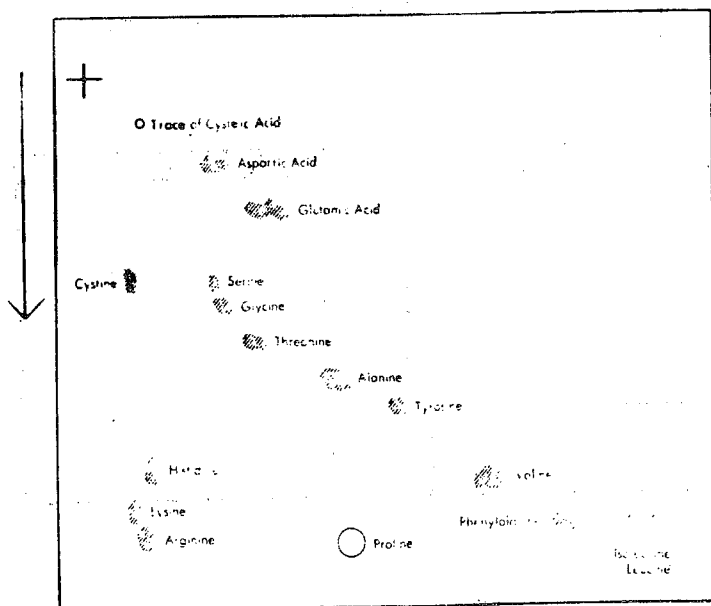 Trace of Cysteic Acid
Aspartic Acid
Glutamic Acid
Cystine
Serine
Glycine
Threonine
Alanine
Tyrosine
Valine
Lysine
Arginine
Proline
Leucine